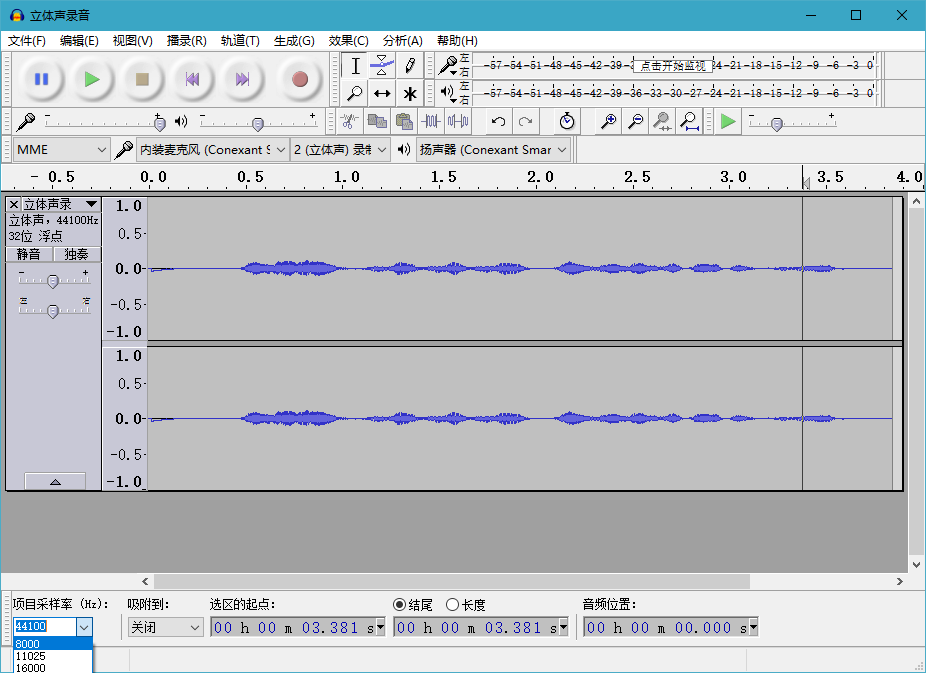 立体声录音
文件(F) 编辑(E) 视图(V) 播录(R) 轨道(T) 生成(G) 效果(C) 分析(A) 帮助(H)
左 -57-54-51-48-45-42-39- 点击开始监视 24-21-18-15-12 -9 -6 -3 0
右
左 -57-54-51-48-45-42-39-36-33-30-27-24-21-18-15-12 -9 -6 -3 0
右
- + - +
- +
MME 内装麦克风 (Conexant S 2 (立体声) 录制 扬声器 (Conexant Smar
- 0.5 0.0 0.5 1.0 1.5 2.0 2.5 3.0 3.5 4.0
立体声录 1.0
立体声, 44100Hz
32位 浮点 0.5
静音 独奏
- + 0.0
左 右 -0.5
-1.0
1.0
0.5
0.0
-0.5
-1.0
项目采样率 (Hz): 吸附到: 选区的起点: 结尾 长度 音频位置:
44100 关闭 00 h 00 m 03.381 s 00 h 00 m 03.381 s 00 h 00 m 00.000 s
8000
11025
16000